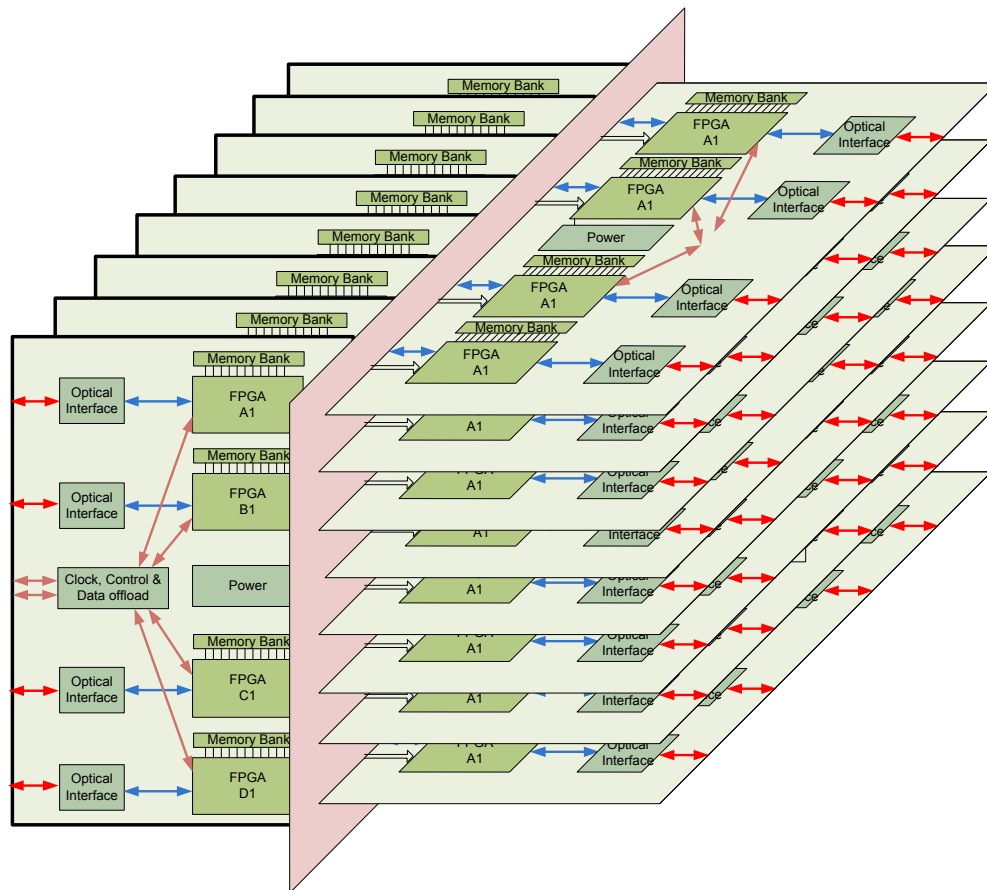 Memory Bank
Memory Bank
Memory Bank
Memory Bank
Memory Bank
Memory Bank
Memory Bank
Memory Bank
Optical
Interface
FPGA
A1
Memory Bank
Optical
Interface
FPGA
B1
Clock, Control &
Data offload
Power
Memory Bank
Optical
Interface
FPGA
C1
Memory Bank
Optical
Interface
FPGA
D1
Memory Bank
FPGA
A1
Optical
Interface
Memory Bank
FPGA
A1
Optical
Interface
Power
Memory Bank
FPGA
A1
Optical
Interface
Memory Bank
FPGA
A1
Optical
Interface
A1
Interface
FPGA
A1
Optical
Interface
A1
Interface
A1
Interface
FPGA
A1
Optical
Interface
FPGA
A1
Interface
FPGA
A1
Optical
Interface